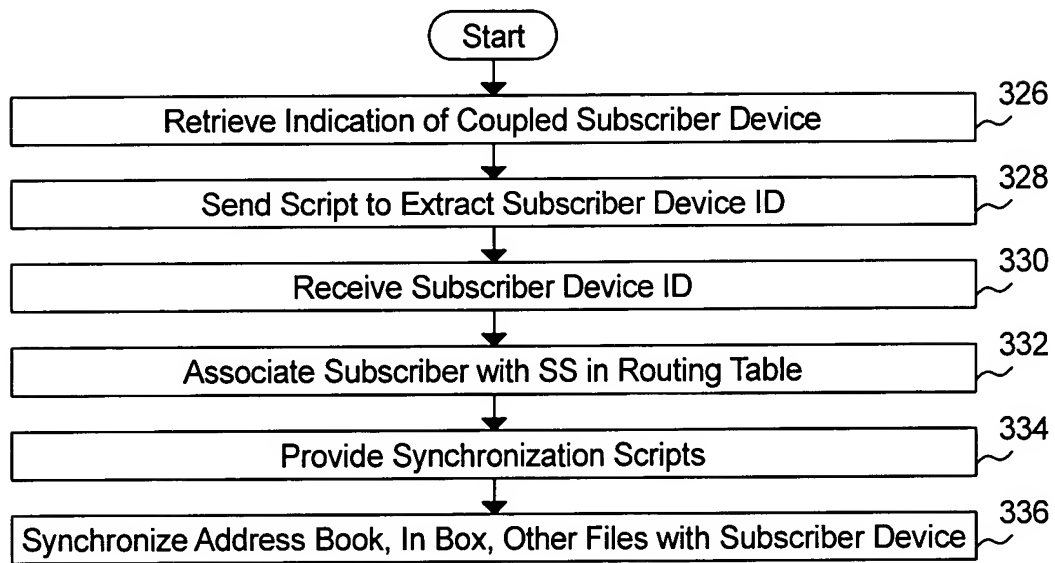 Start
326
Retrieve Indication of Coupled Subscriber Device
328
Send Script to Extract Subscriber Device ID
330
Receive Subscriber Device ID
332
Associate Subscriber with SS in Routing Table
334
Provide Synchronization Scripts
336
Synchronize Address Book, In Box, Other Files with Subscriber Device